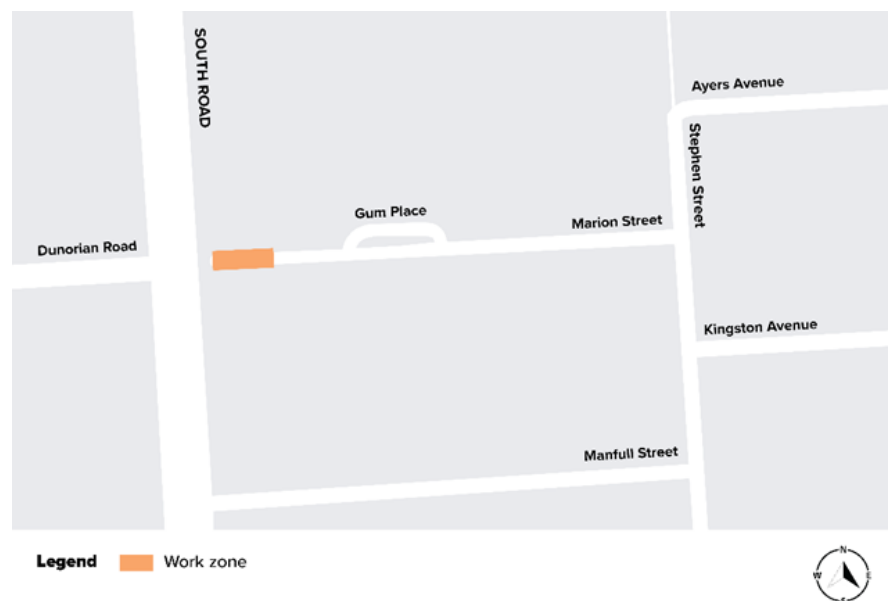 SOUTH ROAD
Ayers Avenue
Stephen Street
Gum Place
Marion Street
Dunorian Road
Kingston Avenue
Manfull Street
Legend
Work zone
N
W
E
S